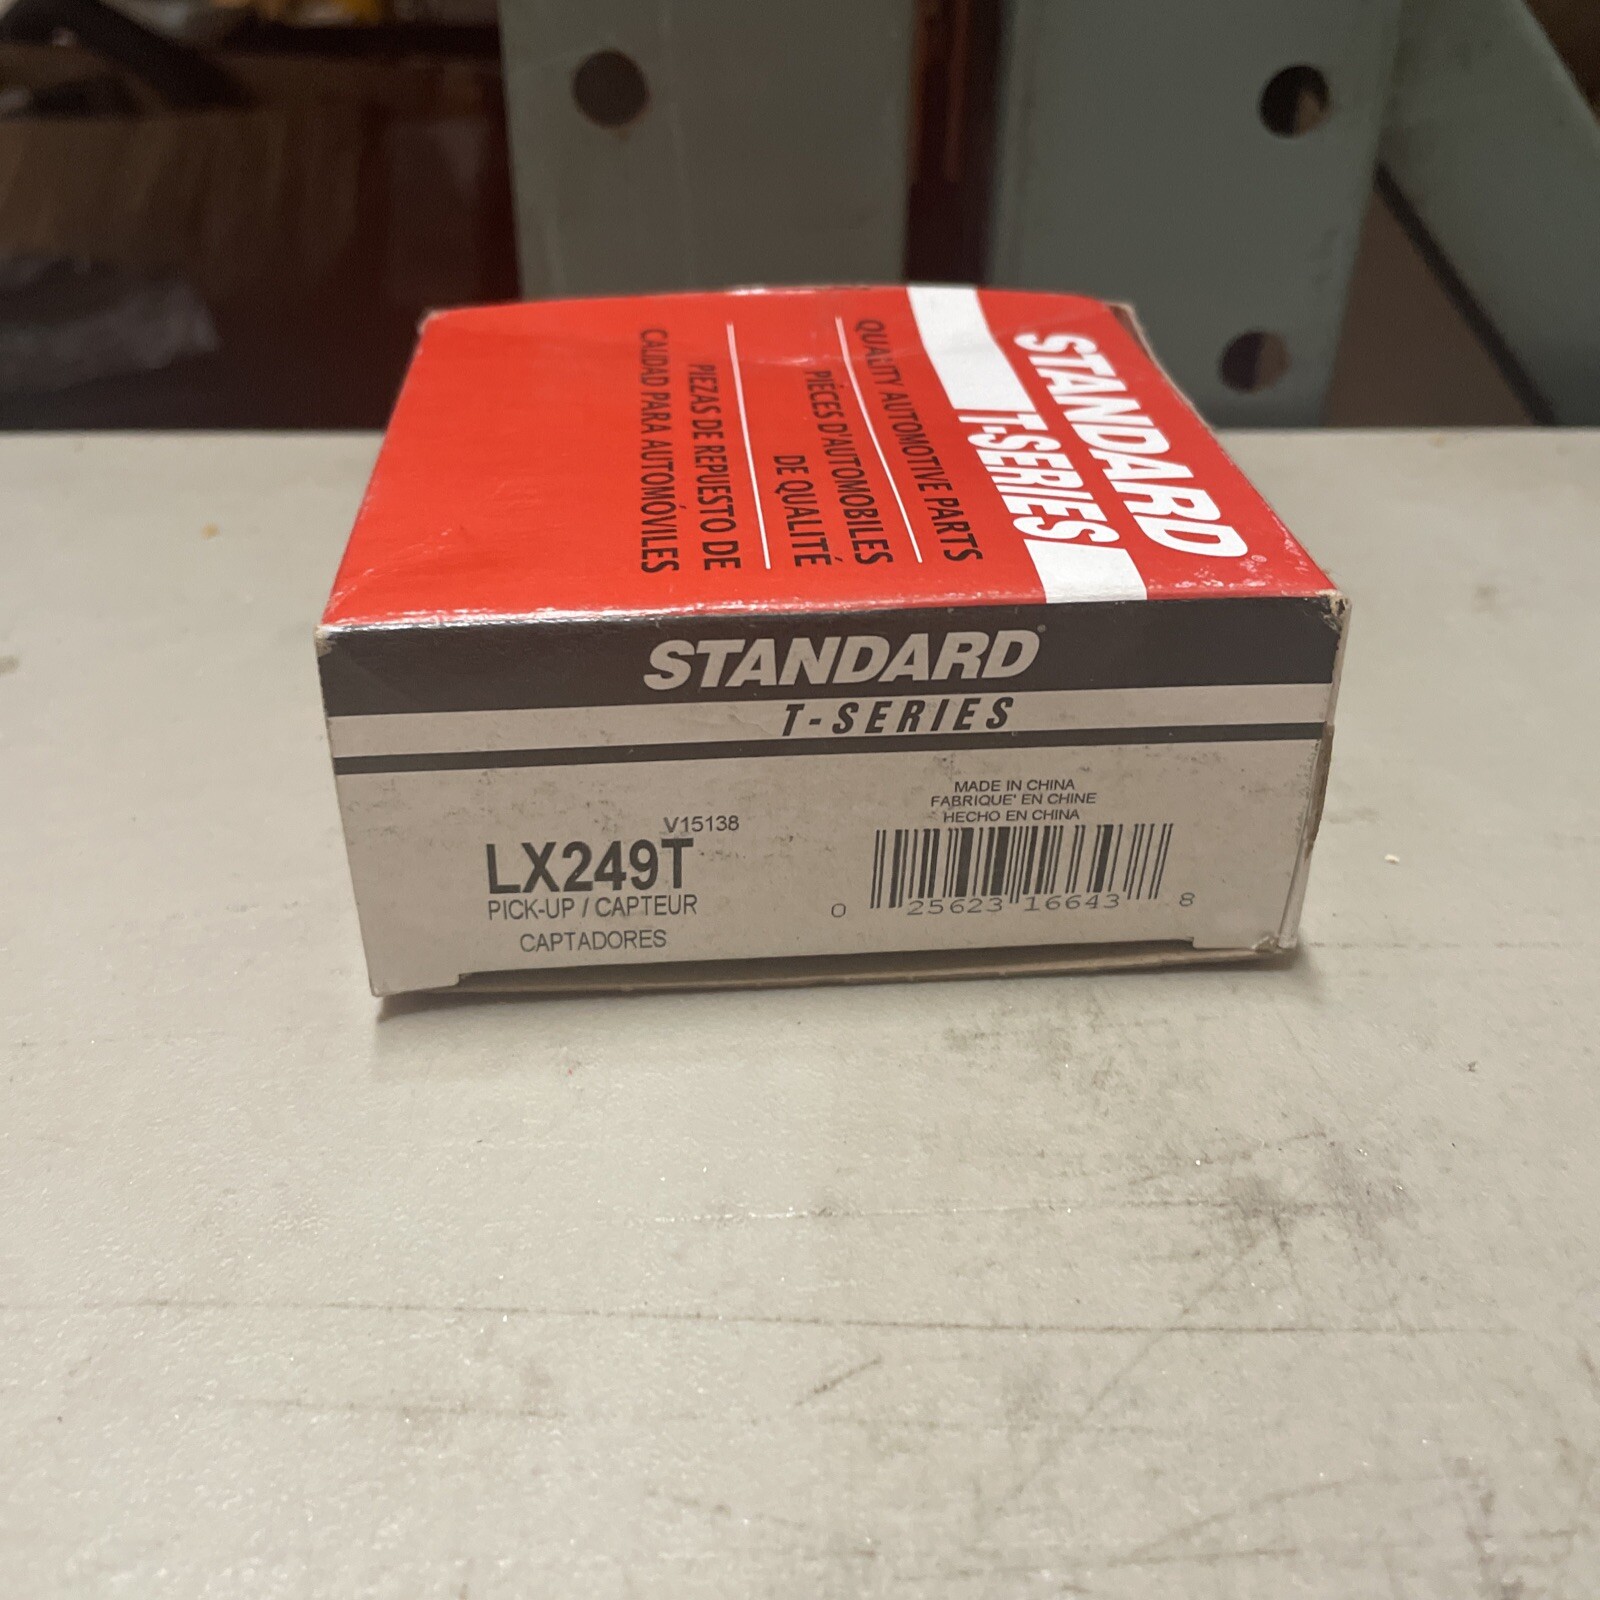 STANDARD
T-SERIES
QUALITY AUTOMOTIVE PARTS
PIÈCES D'AUTOMOBILES
DE QUALITÉ
PIEZAS DE REPUESTO DE
CALIDAD PARA AUTOMÓVILES
STANDARD
T-SERIES
MADE IN CHINA
FABRIQUE' EN CHINE
HECHO EN CHINA
V15138
LX249T
PICK-UP / CAPTEUR
CAPTADORES
0 25623 16643 8